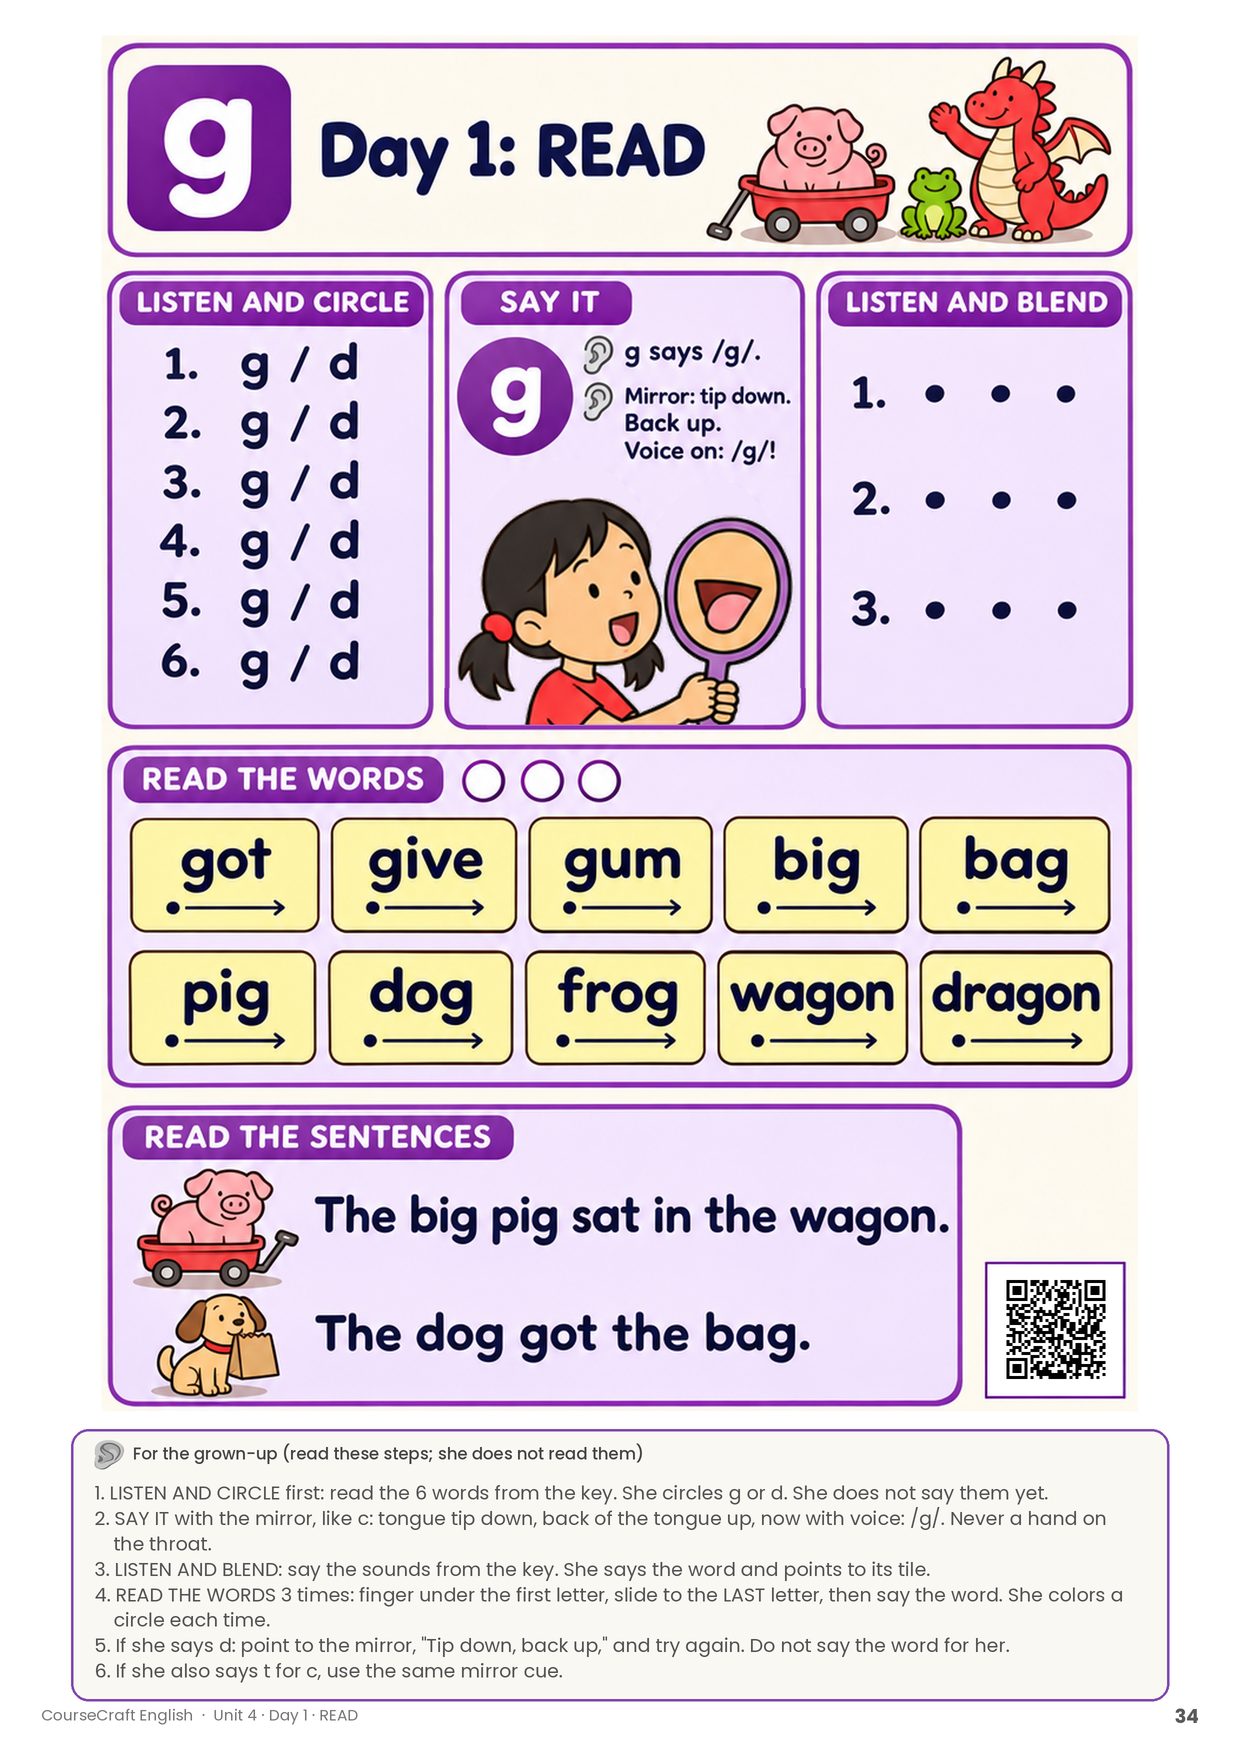 g
Day 1: READ
LISTEN AND CIRCLE
1. g / d
2. g / d
3. g / d
4. g / d
5. g / d
6. g / d
SAY IT
g
g says /g/.
Mirror: tip down.
Back up.
Voice on: /g/!
LISTEN AND BLEND
1. • • •
2. • • •
3. • • •
READ THE WORDS
got give gum big bag
pig dog frog wagon dragon
READ THE SENTENCES
The big pig sat in the wagon.
The dog got the bag.
For the grown-up (read these steps; she does not read them)
1. LISTEN AND CIRCLE first: read the 6 words from the key. She circles g or d. She does not say them yet.
2. SAY IT with the mirror, like c: tongue tip down, back of the tongue up, now with voice: /g/. Never a hand on
the throat.
3. LISTEN AND BLEND: say the sounds from the key. She says the word and points to its tile.
4. READ THE WORDS 3 times: finger under the first letter, slide to the LAST letter, then say the word. She colors a
circle each time.
5. If she says d: point to the mirror, "Tip down, back up," and try again. Do not say the word for her.
6. If she also says t for c, use the same mirror cue.
CourseCraft English · Unit 4 · Day 1 · READ
34